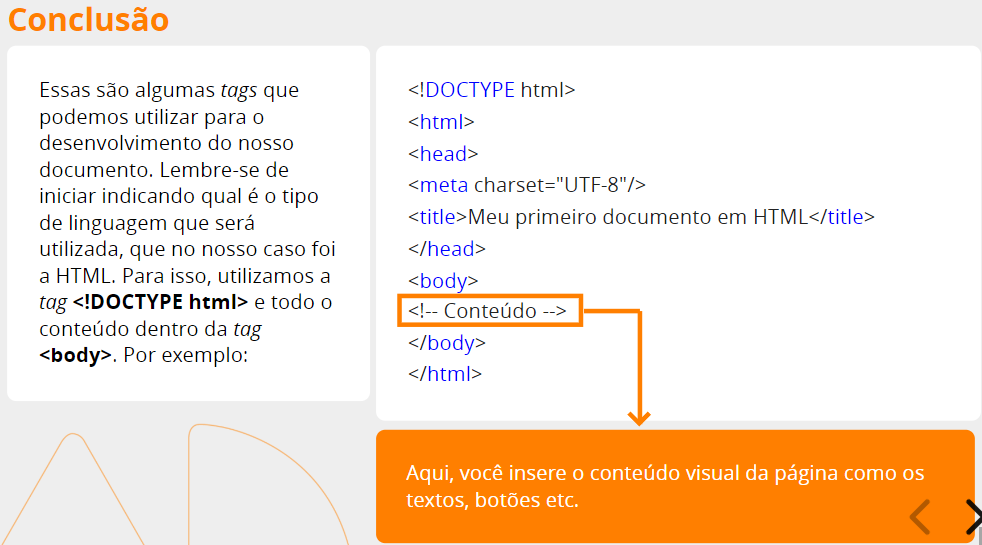 Conclusão
Essas são algumas tags que
podemos utilizar para o
desenvolvimento do nosso
documento. Lembre-se de
iniciar indicando qual é o tipo
de linguagem que será
utilizada, que no nosso caso foi
a HTML. Para isso, utilizamos a
tag <!DOCTYPE html> e todo o
conteúdo dentro da tag
<body>. Por exemplo:
<!DOCTYPE html>
<html>
<head>
<meta charset="UTF-8"/>
<title>Meu primeiro documento em HTML</title>
</head>
<body>
<!-- Conteúdo -->
</body>
</html>
Aqui, você insere o conteúdo visual da página como os
textos, botões etc.